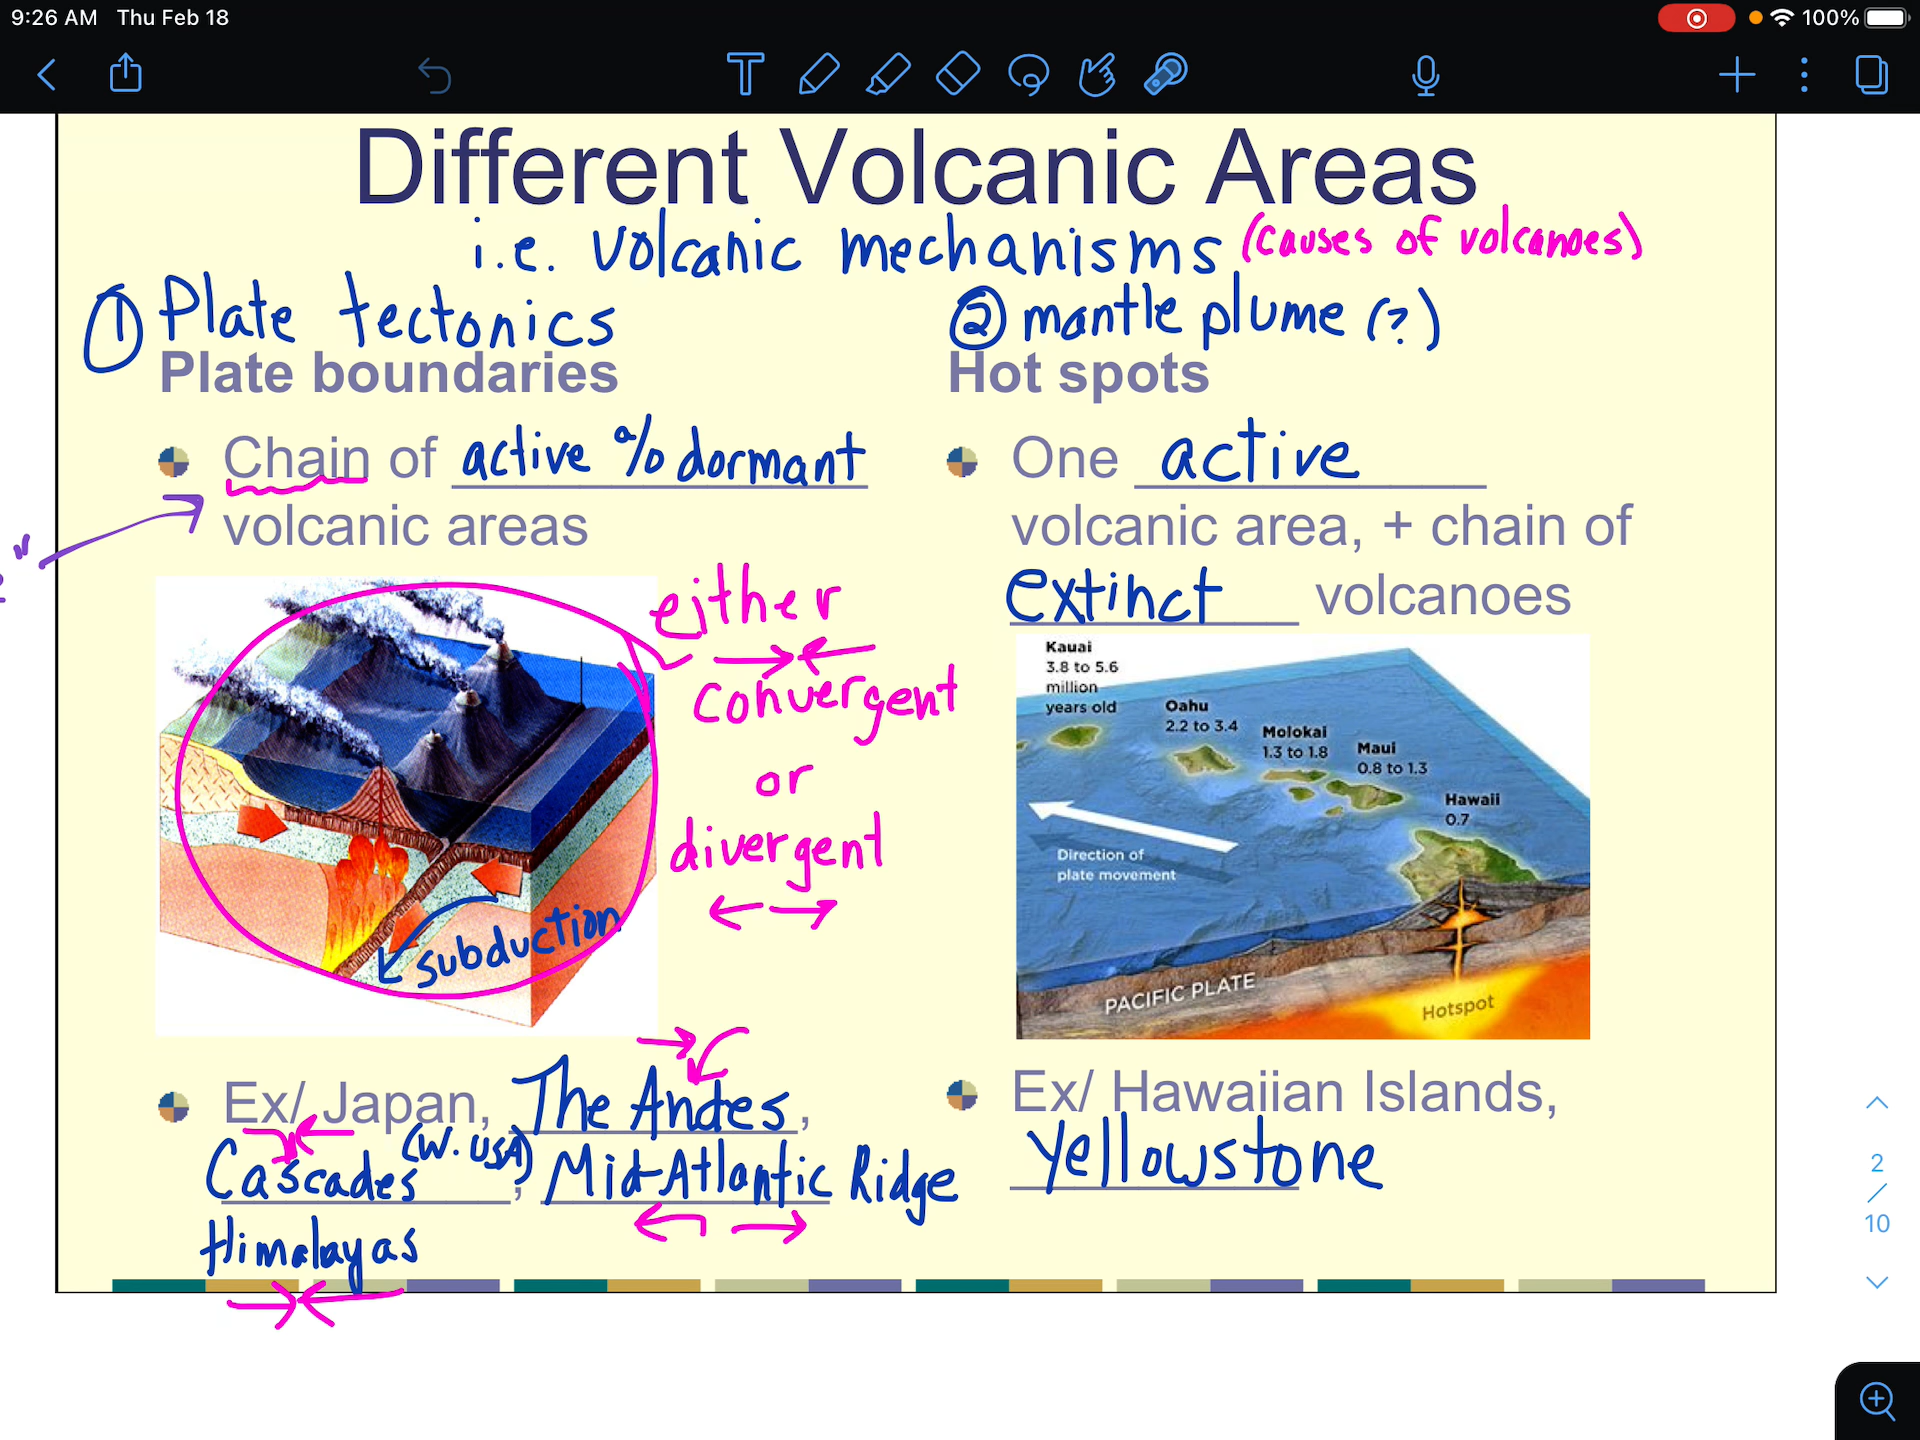 9:26 AM Thu Feb 18
100%
Different Volcanic Areas
i.e. volcanic mechanisms (causes of volcanoes)
① Plate tectonics
Plate boundaries
Chain of active % dormant
volcanic areas
"
either
convergent
or
divergent
subduction
Ex/ Japan, The Andes,
Cascades (W. USA), Mid-Atlantic Ridge
Himalayas
② mantle plume (?)
Hot spots
One active
volcanic area, + chain of
extinct volcanoes
Kauai
3.8 to 5.6
million
years old
Oahu
2.2 to 3.4
Molokai
1.3 to 1.8
Maui
0.8 to 1.3
Hawaii
0.7
Direction of
plate movement
PACIFIC PLATE
Hotspot
Ex/ Hawaiian Islands,
Yellowstone
2
/
10